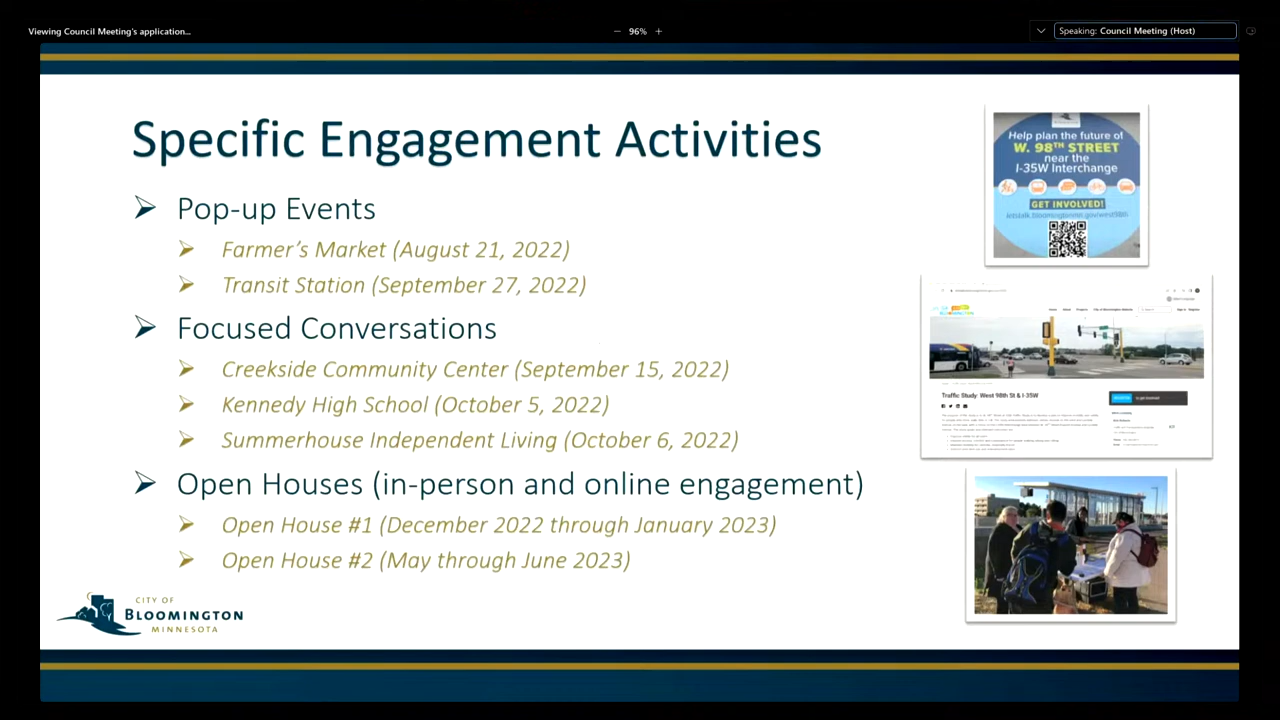 Viewing Council Meeting's application...
96%
Speaking: Council Meeting (Host)
Specific Engagement Activities
Pop-up Events
Farmer's Market (August 21, 2022)
Transit Station (September 27, 2022)
Focused Conversations
Creekside Community Center (September 15, 2022)
Kennedy High School (October 5, 2022)
Summerhouse Independent Living (October 6, 2022)
Open Houses (in-person and online engagement)
Open House #1 (December 2022 through January 2023)
Open House #2 (May through June 2023)
CITY OF
BLOOMINGTON
MINNESOTA
Help plan the future of
W. 98TH STREET
near the
I-35W Interchange
GET INVOLVED!
letstalk.bloomingtonmn.gov/west98th
Traffic Study: West 98th St & I-35W